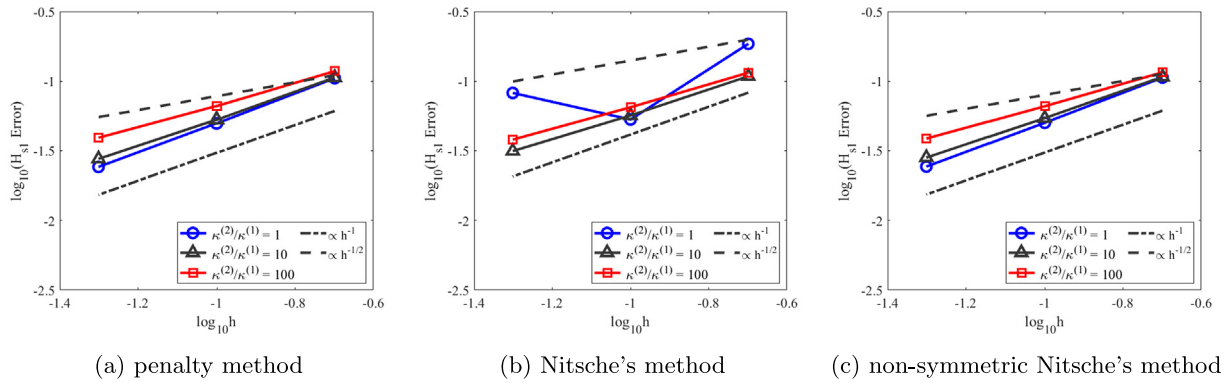 -0.5
-1
-1.5
-2
-2.5
log10(Hs1 Error)
-1.4 -1.2 -1 -0.8 -0.6
log10h
κ(2)/κ(1) = 1
κ(2)/κ(1) = 10
κ(2)/κ(1) = 100
∝ h-1
∝ h-1/2
(a) penalty method
-0.5
-1
-1.5
-2
-2.5
log10(Hs1 Error)
-1.4 -1.2 -1 -0.8 -0.6
log10h
κ(2)/κ(1) = 1
κ(2)/κ(1) = 10
κ(2)/κ(1) = 100
∝ h-1
∝ h-1/2
(b) Nitsche's method
-0.5
-1
-1.5
-2
-2.5
log10(Hs1 Error)
-1.4 -1.2 -1 -0.8 -0.6
log10h
κ(2)/κ(1) = 1
κ(2)/κ(1) = 10
κ(2)/κ(1) = 100
∝ h-1
∝ h-1/2
(c) non-symmetric Nitsche's method